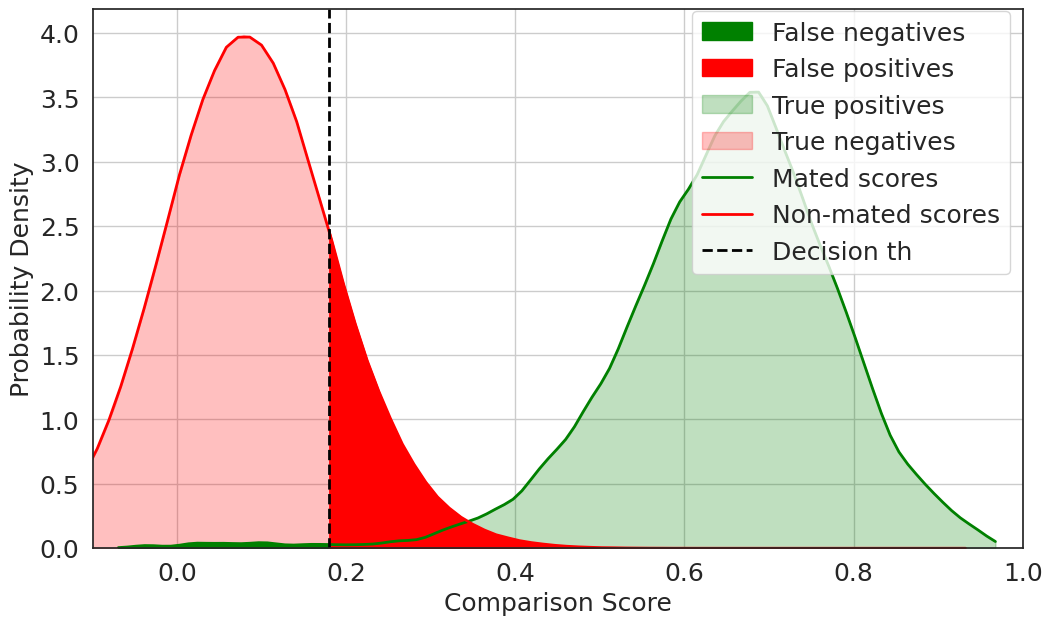 4.0
3.5
3.0
2.5
2.0
1.5
1.0
0.5
0.0
Probability Density
False negatives
False positives
True positives
True negatives
Mated scores
Non-mated scores
Decision th
0.0 0.2 0.4 0.6 0.8 1.0
Comparison Score